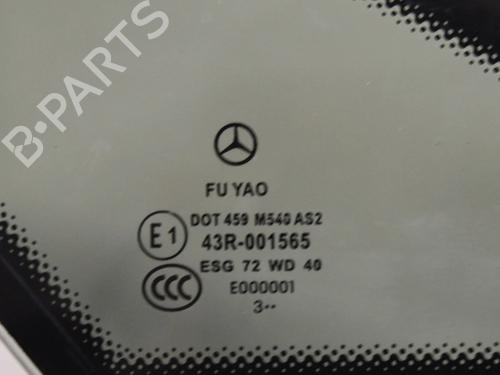 B-PARTS
FU YAO
DOT 459 M540 AS2
E1
43R-001565
ESG 72 WD 40
CCC
E000001
3··